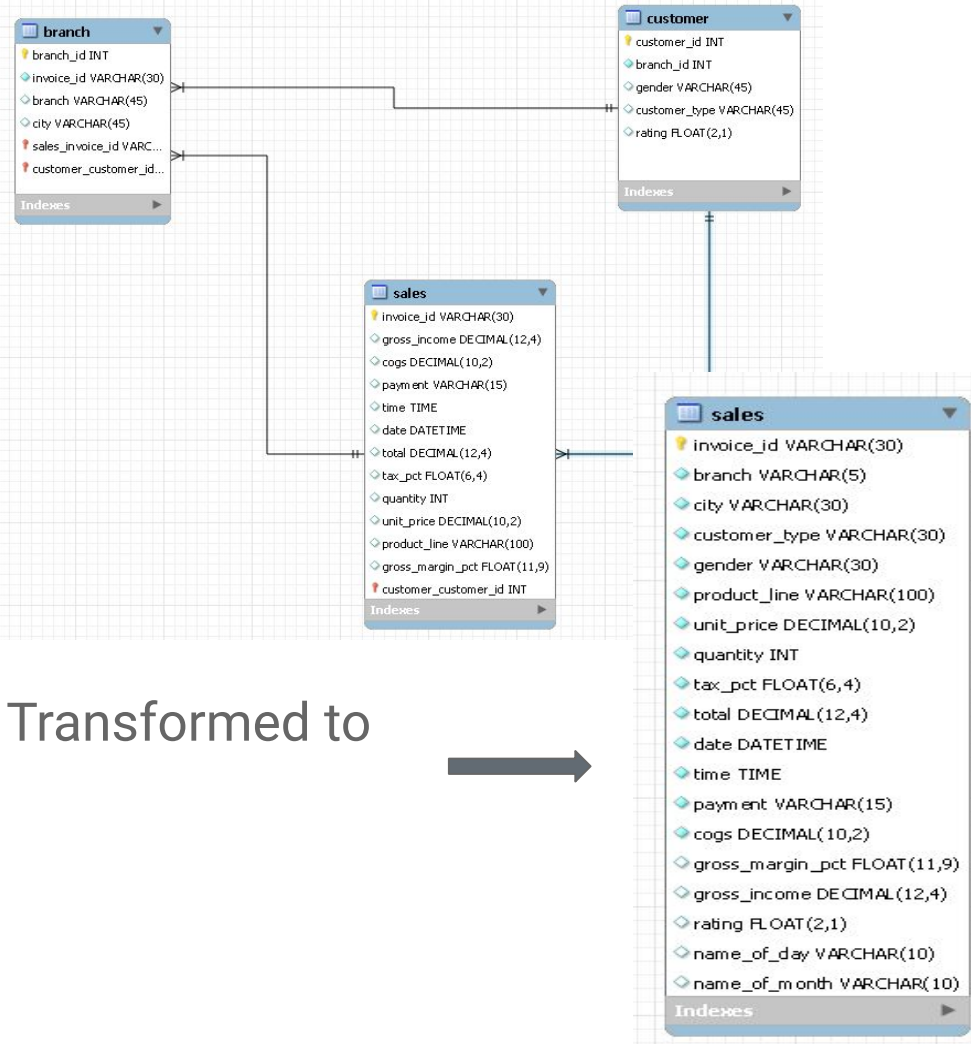 branch
branch_id INT
invoice_id VARCHAR(30)
branch VARCHAR(45)
city VARCHAR(45)
sales_invoice_id VARC...
customer_customer_id...
Indexes
customer
customer_id INT
branch_id INT
gender VARCHAR(45)
customer_type VARCHAR(45)
rating FLOAT(2,1)
Indexes
sales
invoice_id VARCHAR(30)
gross_income DECIMAL(12,4)
cogs DECIMAL(10,2)
payment VARCHAR(15)
time TIME
date DATETIME
total DECIMAL(12,4)
tax_pct FLOAT(6,4)
quantity INT
unit_price DECIMAL(10,2)
product_line VARCHAR(100)
gross_margin_pct FLOAT(11,9)
customer_customer_id INT
Indexes
Transformed to
sales
invoice_id VARCHAR(30)
branch VARCHAR(5)
city VARCHAR(30)
customer_type VARCHAR(30)
gender VARCHAR(30)
product_line VARCHAR(100)
unit_price DECIMAL(10,2)
quantity INT
tax_pct FLOAT(6,4)
total DECIMAL(12,4)
date DATETIME
time TIME
payment VARCHAR(15)
cogs DECIMAL(10,2)
gross_margin_pct FLOAT(11,9)
gross_income DECIMAL(12,4)
rating FLOAT(2,1)
name_of_day VARCHAR(10)
name_of_month VARCHAR(10)
Indexes